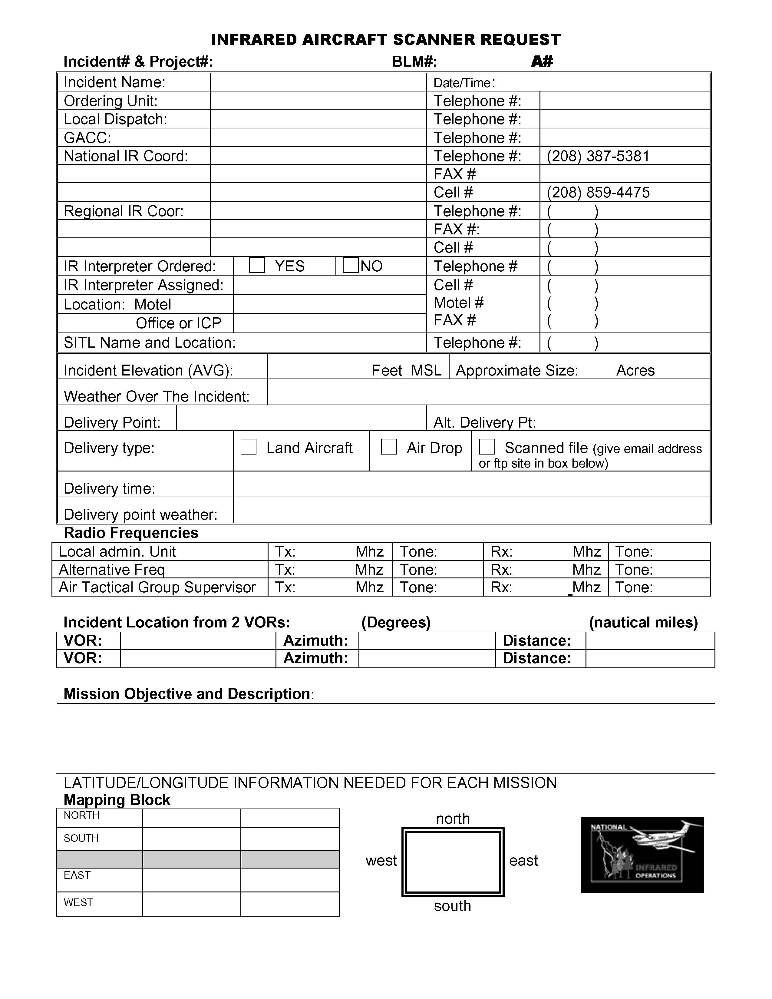 INFRARED AIRCRAFT SCANNER REQUEST
Incident# & Project#: BLM#: A#
Incident Name: Date/Time:
Ordering Unit: Telephone #:
Local Dispatch: Telephone #:
GACC: Telephone #:
National IR Coord: Telephone #: (208) 387-5381
FAX #
Cell # (208) 859-4475
Regional IR Coor: Telephone #: ( )
FAX #: ( )
Cell # ( )
IR Interpreter Ordered: YES NO Telephone # ( )
IR Interpreter Assigned: Cell # ( )
Location: Motel Motel # ( )
Office or ICP FAX # ( )
SITL Name and Location: Telephone #: ( )
Incident Elevation (AVG): Feet MSL Approximate Size: Acres
Weather Over The Incident:
Delivery Point: Alt. Delivery Pt:
Delivery type: Land Aircraft Air Drop Scanned file (give email address
or ftp site in box below)
Delivery time:
Delivery point weather:
Radio Frequencies
Local admin. Unit Tx: Mhz Tone: Rx: Mhz Tone:
Alternative Freq Tx: Mhz Tone: Rx: Mhz Tone:
Air Tactical Group Supervisor Tx: Mhz Tone: Rx: _Mhz Tone:
Incident Location from 2 VORs: (Degrees) (nautical miles)
VOR: Azimuth: Distance:
VOR: Azimuth: Distance:
Mission Objective and Description:
LATITUDE/LONGITUDE INFORMATION NEEDED FOR EACH MISSION
Mapping Block
NORTH
SOUTH
EAST
WEST
north
west east
south
NATIONAL
INFRARED
OPERATIONS